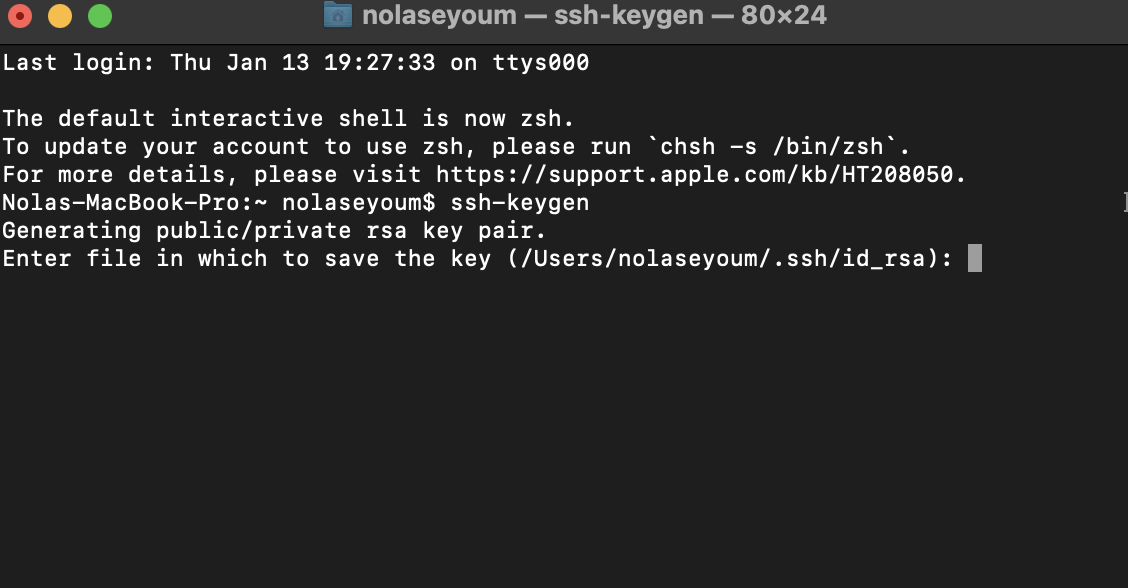 nolaseyoum — ssh-keygen — 80×24
Last login: Thu Jan 13 19:27:33 on ttys000
The default interactive shell is now zsh.
To update your account to use zsh, please run `chsh -s /bin/zsh`.
For more details, please visit https://support.apple.com/kb/HT208050.
Nolas-MacBook-Pro:~ nolaseyoum$ ssh-keygen
Generating public/private rsa key pair.
Enter file in which to save the key (/Users/nolaseyoum/.ssh/id_rsa):